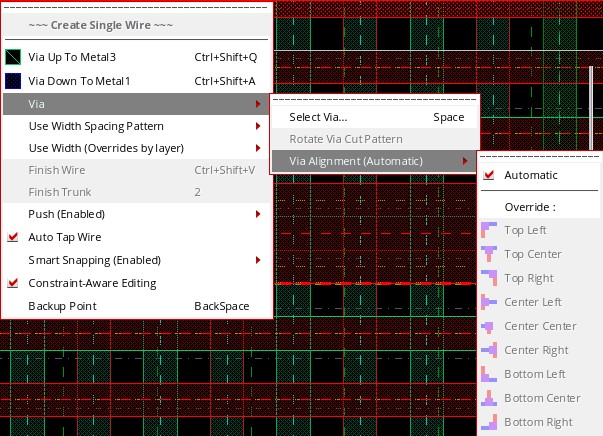 ~~~ Create Single Wire ~~~
Via Up To Metal3 Ctrl+Shift+Q
Via Down To Metal1 Ctrl+Shift+A
Via
Use Width Spacing Pattern
Use Width (Overrides by layer)
Finish Wire Ctrl+Shift+V
Finish Trunk 2
Push (Enabled)
Auto Tap Wire
Smart Snapping (Enabled)
Constraint-Aware Editing
Backup Point BackSpace
Select Via... Space
Rotate Via Cut Pattern
Via Alignment (Automatic)
Automatic
Override :
Top Left
Top Center
Top Right
Center Left
Center Center
Center Right
Bottom Left
Bottom Center
Bottom Right